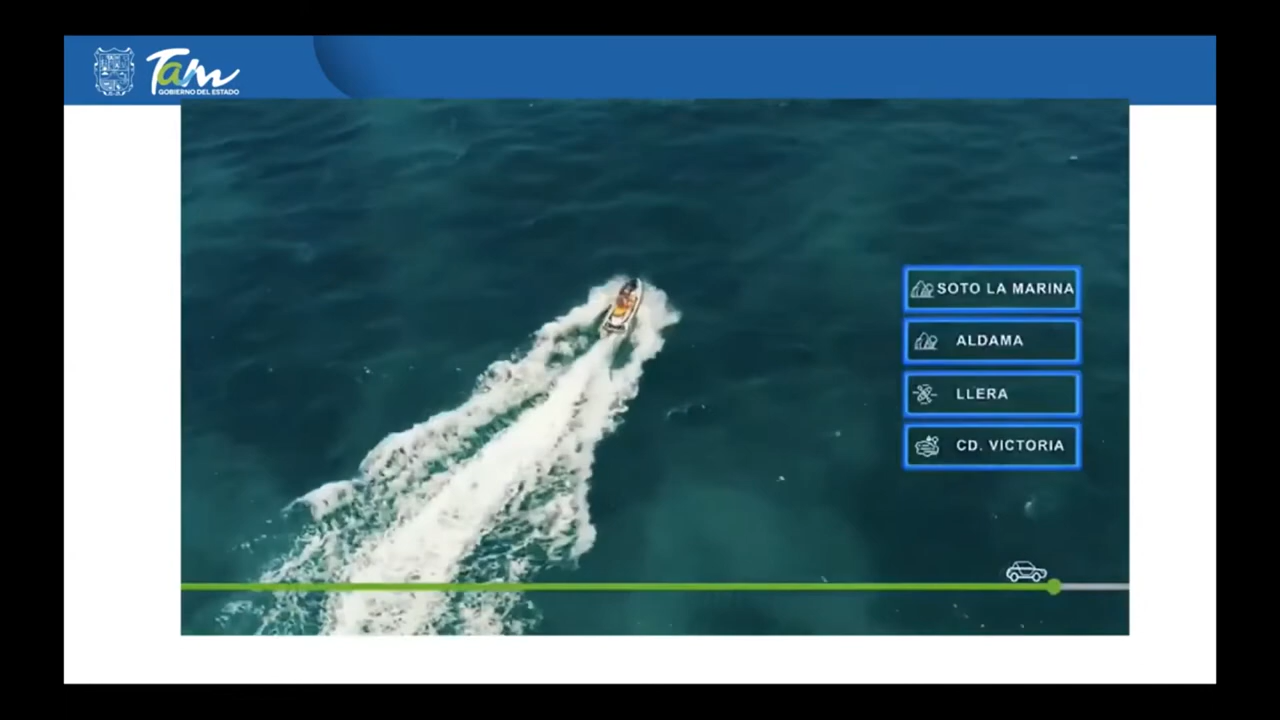 Tam
GOBIERNO DEL ESTADO
SOTO LA MARINA
ALDAMA
LLERA
CD. VICTORIA